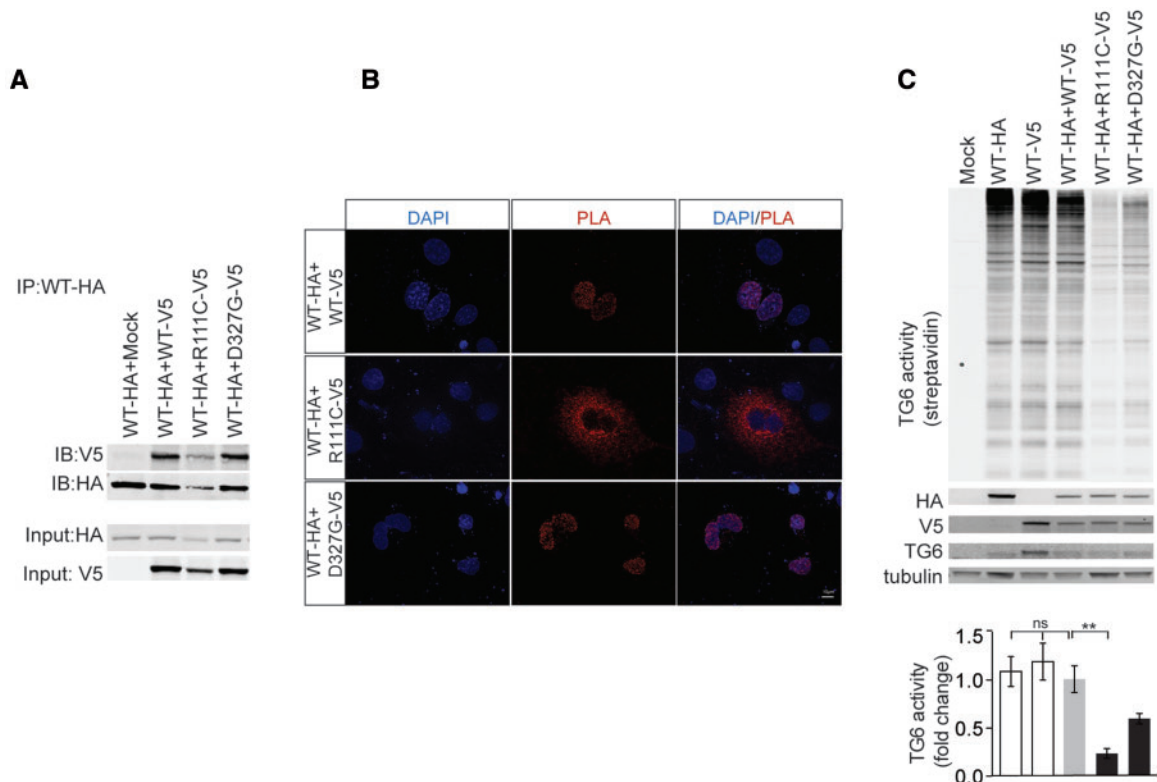 A
IP:WT-HA
WT-HA+Mock
WT-HA+WT-V5
WT-HA+R111C-V5
WT-HA+D327G-V5
IB:V5
IB:HA
Input:HA
Input: V5
B
DAPI
PLA
DAPI/PLA
WT-HA+
WT-V5
WT-HA+
R111C-V5
WT-HA+
D327G-V5
C
Mock
WT-HA
WT-V5
WT-HA+WT-V5
WT-HA+R111C-V5
WT-HA+D327G-V5
TG6 activity
(streptavidin)
HA
V5
TG6
tubulin
TG6 activity
(fold change)
1.5
1.0
0.5
0.0
ns
**